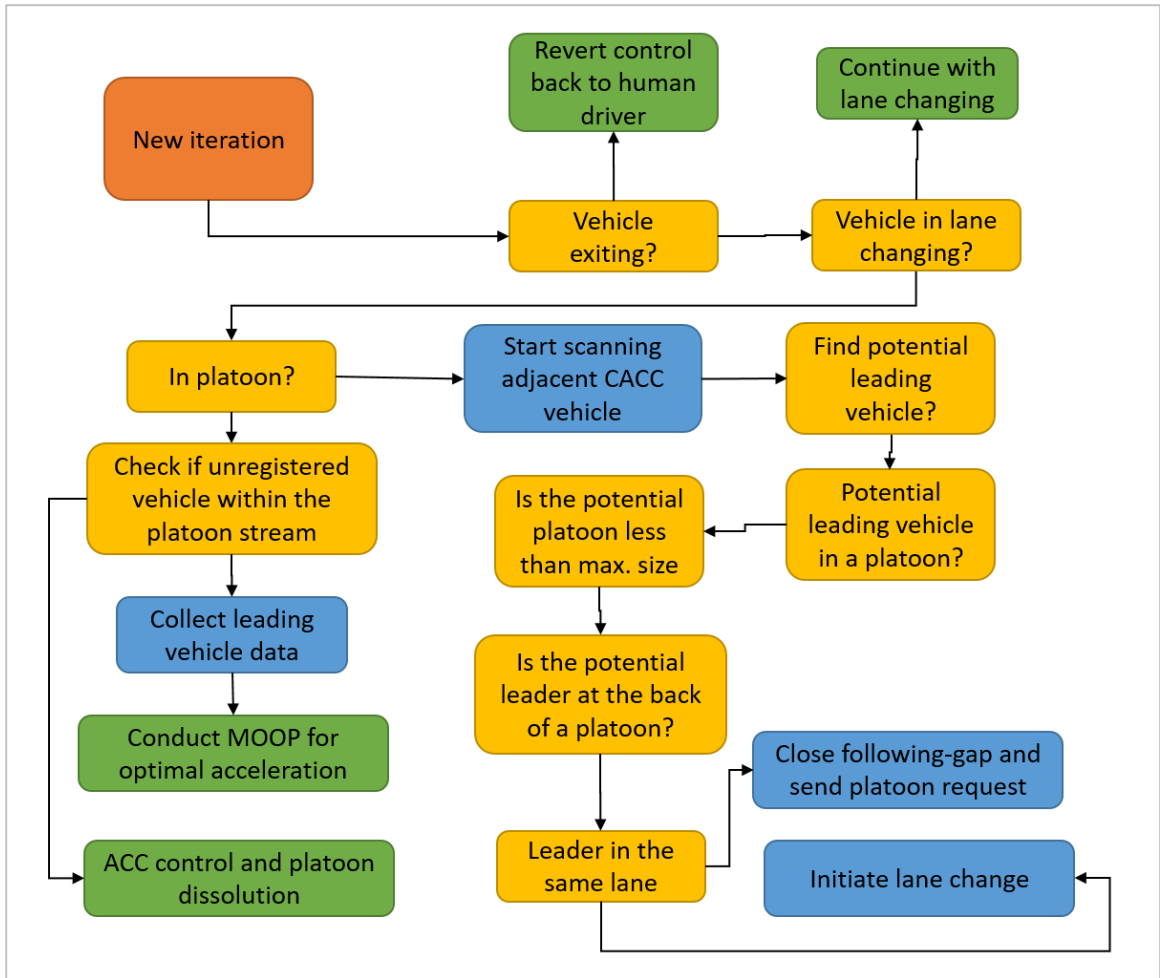 Revert control
back to human
driver
Continue with
lane changing
New iteration
Vehicle
exiting?
Vehicle in lane
changing?
In platoon?
Start scanning
adjacent CACC
vehicle
Find potential
leading
vehicle?
Check if unregistered
vehicle within the
platoon stream
Is the potential
platoon less
than max. size
Potential
leading vehicle
in a platoon?
Collect leading
vehicle data
Is the potential
leader at the back
of a platoon?
Conduct MOOP for
optimal acceleration
Close following-gap and
send platoon request
ACC control and platoon
dissolution
Leader in the
same lane
Initiate lane change